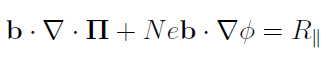 b · ∇ · Π + Neb · ∇ϕ = R∥